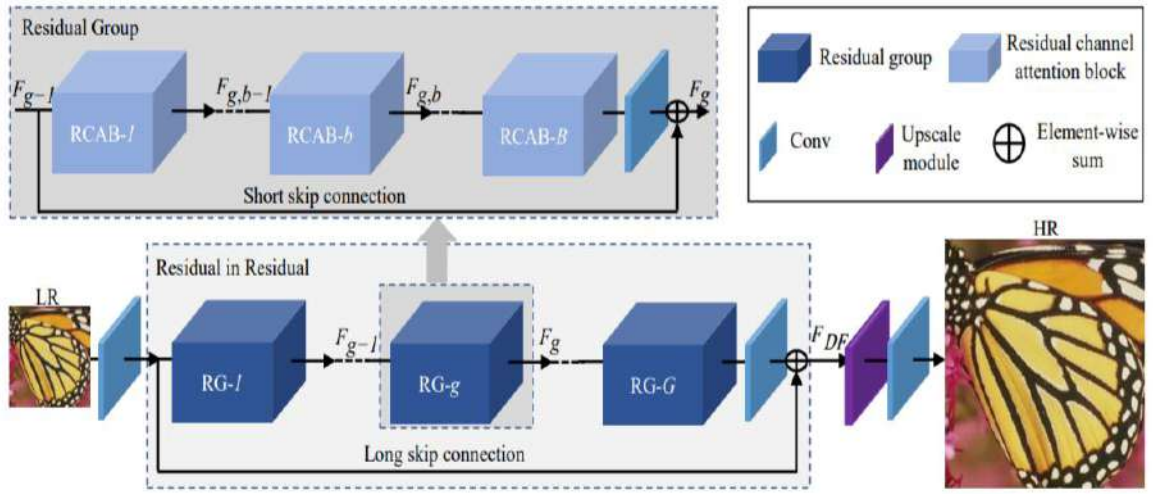 Residual Group
F_{g-1}
F_{g,b-1}
F_{g,b}
F_g
RCAB-1
RCAB-b
RCAB-B
Short skip connection
Residual group
Residual channel
attention block
Conv
Upscale
module
Element-wise
sum
HR
Residual in Residual
LR
F_{g-1}
F_g
F_{DF}
RG-1
RG-g
RG-G
Long skip connection